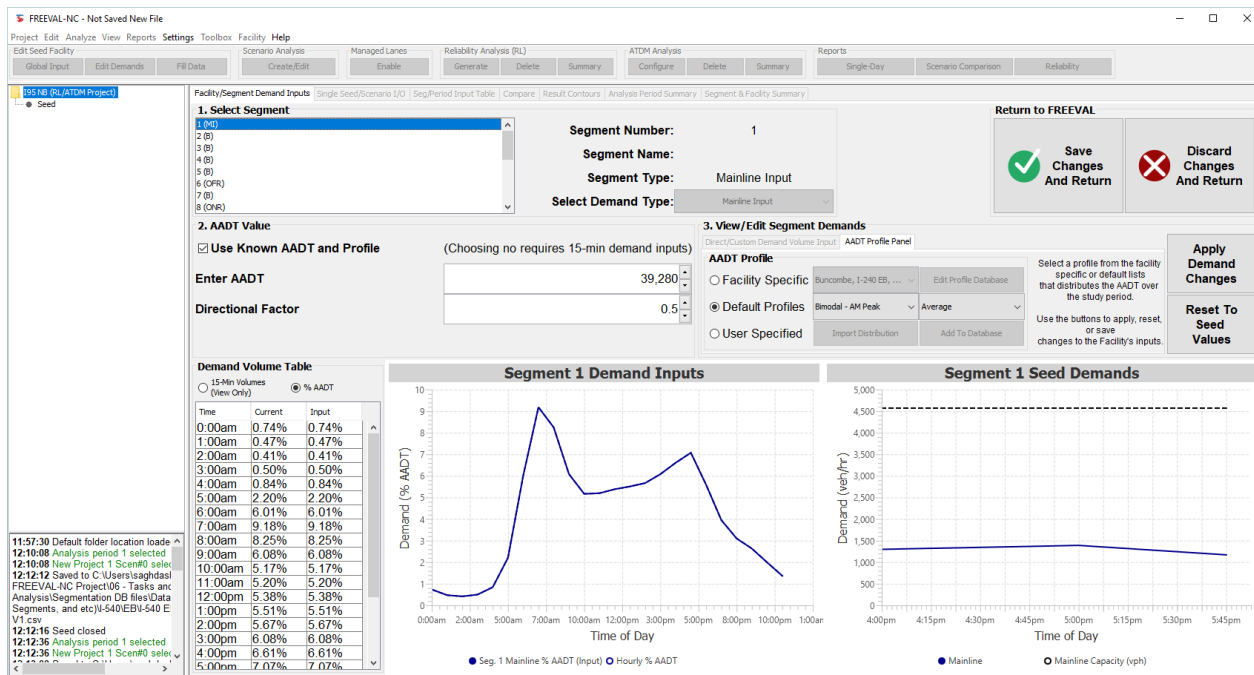 FREEVAL-NC - Not Saved New File
Project Edit Analyze View Reports Settings Toolbox Facility Help
Edit Seed Facility
Global Input
Edit Demands
Fill Data
Scenario Analysis
Create/Edit
Managed Lanes
Enable
Reliability Analysis (RL)
Generate
Delete
Summary
ATDM Analysis
Configure
Delete
Summary
Reports
Single-Day
Scenario Comparison
Reliability
I95 NB (RL/ATDM Project)
Seed
Facility/Segment Demand Inputs
Single Seed/Scenario I/O
Seg/Period Input Table
Compare
Result Contours
Analysis Period Summary
Segment & Facility Summary
1. Select Segment
1 (MI)
2 (B)
3 (B)
4 (B)
5 (B)
6 (OFR)
7 (B)
8 (ONR)
Segment Number: 1
Segment Name:
Segment Type: Mainline Input
Select Demand Type: Mainline Input
Return to FREEVAL
Save
Changes
And Return
Discard
Changes
And Return
2. AADT Value
Use Known AADT and Profile
(Choosing no requires 15-min demand inputs)
Enter AADT
39,280
Directional Factor
0.5
3. View/Edit Segment Demands
Direct/Custom Demand Volume Input
AADT Profile Panel
AADT Profile
Facility Specific
Buncombe, I-240 EB, ...
Edit Profile Database
Default Profiles
Bimodal - AM Peak
Average
User Specified
Import Distribution
Add To Database
Select a profile from the facility
specific or default lists
that distributes the AADT over
the study period.
Use the buttons to apply, reset,
or save
changes to the Facility's inputs.
Apply
Demand
Changes
Reset To
Seed
Values
Demand Volume Table
15-Min Volumes
(View Only)
% AADT
Time Current Input
0:00am 0.74% 0.74%
1:00am 0.47% 0.47%
2:00am 0.41% 0.41%
3:00am 0.50% 0.50%
4:00am 0.84% 0.84%
5:00am 2.20% 2.20%
6:00am 6.01% 6.01%
7:00am 9.18% 9.18%
8:00am 8.25% 8.25%
9:00am 6.08% 6.08%
10:00am 5.17% 5.17%
11:00am 5.20% 5.20%
12:00pm 5.38% 5.38%
1:00pm 5.51% 5.51%
2:00pm 5.67% 5.67%
3:00pm 6.08% 6.08%
4:00pm 6.61% 6.61%
5:00pm 7.07% 7.07%
Segment 1 Demand Inputs
Demand (% AADT)
10
9
8
7
6
5
4
3
2
1
0
0:00am 2:00am 5:00am 7:00am 10:00am 12:00pm 2:00pm 5:00pm 7:00pm 10:00pm 1:00am
Time of Day
Seg. 1 Mainline % AADT (Input) Hourly % AADT
Segment 1 Seed Demands
Demand (veh/hr)
5,000
4,500
4,000
3,500
3,000
2,500
2,000
1,500
1,000
500
0
4:00pm 4:15pm 4:30pm 4:45pm 5:00pm 5:15pm 5:30pm 5:45pm
Time of Day
Mainline Mainline Capacity (vph)
11:57:30 Default folder location loade
12:10:08 Analysis period 1 selected
12:10:08 New Project 1 Scen#0 selec
12:12:12 Saved to C:\Users\saghdasl
FREEVAL-NC Project\06 - Tasks and
Analysis\Segmentation DB files\Data
Segments, and etc)\I-540\EB\I-540 E
V1.csv
12:12:16 Seed closed
12:12:36 Analysis period 1 selected
12:12:36 New Project 1 Scen#0 selec